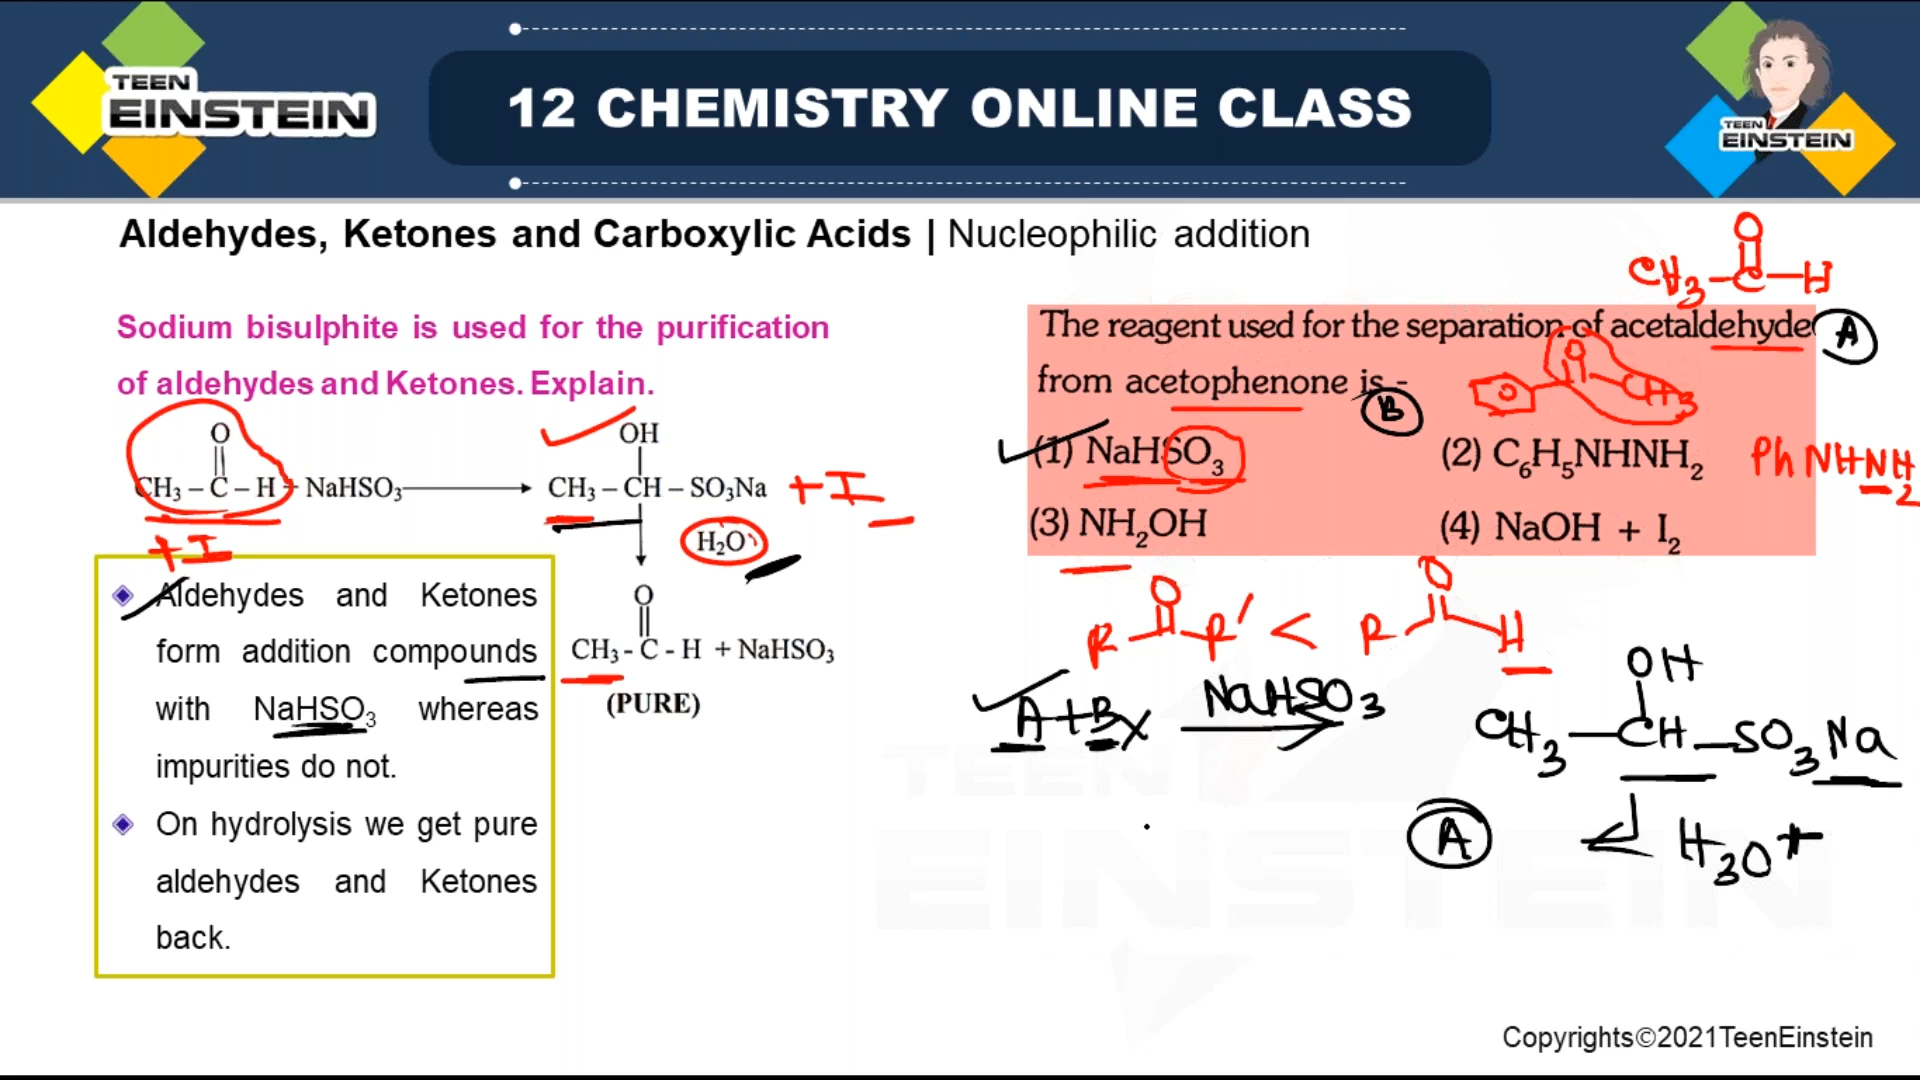 TEEN
EINSTEIN
12 CHEMISTRY ONLINE CLASS
TEEN
EINSTEIN
Aldehydes, Ketones and Carboxylic Acids | Nucleophilic addition
Sodium bisulphite is used for the purification
of aldehydes and Ketones. Explain.
O
CH₃ – C – H + NaHSO₃
OH
CH₃ – CH – SO₃Na + I
+ I
H₂O
O
CH₃ - C - H + NaHSO₃
(PURE)
Aldehydes and Ketones
form addition compounds
with NaHSO₃ whereas
impurities do not.
On hydrolysis we get pure
aldehydes and Ketones
back.
O
CH₃ – C – H
The reagent used for the separation of acetaldehyde A
from acetophenone is - B
O
O CH₃
(1) NaHSO₃ (2) C₆H₅NHNH₂ Ph NHNH₂
(3) NH₂OH (4) NaOH + I₂
O O
R R' < R H
A + B x NaHSO₃
OH
CH₃ – CH – SO₃Na
A H₃O+
TEEN
EINSTEIN
Copyrights©2021TeenEinstein